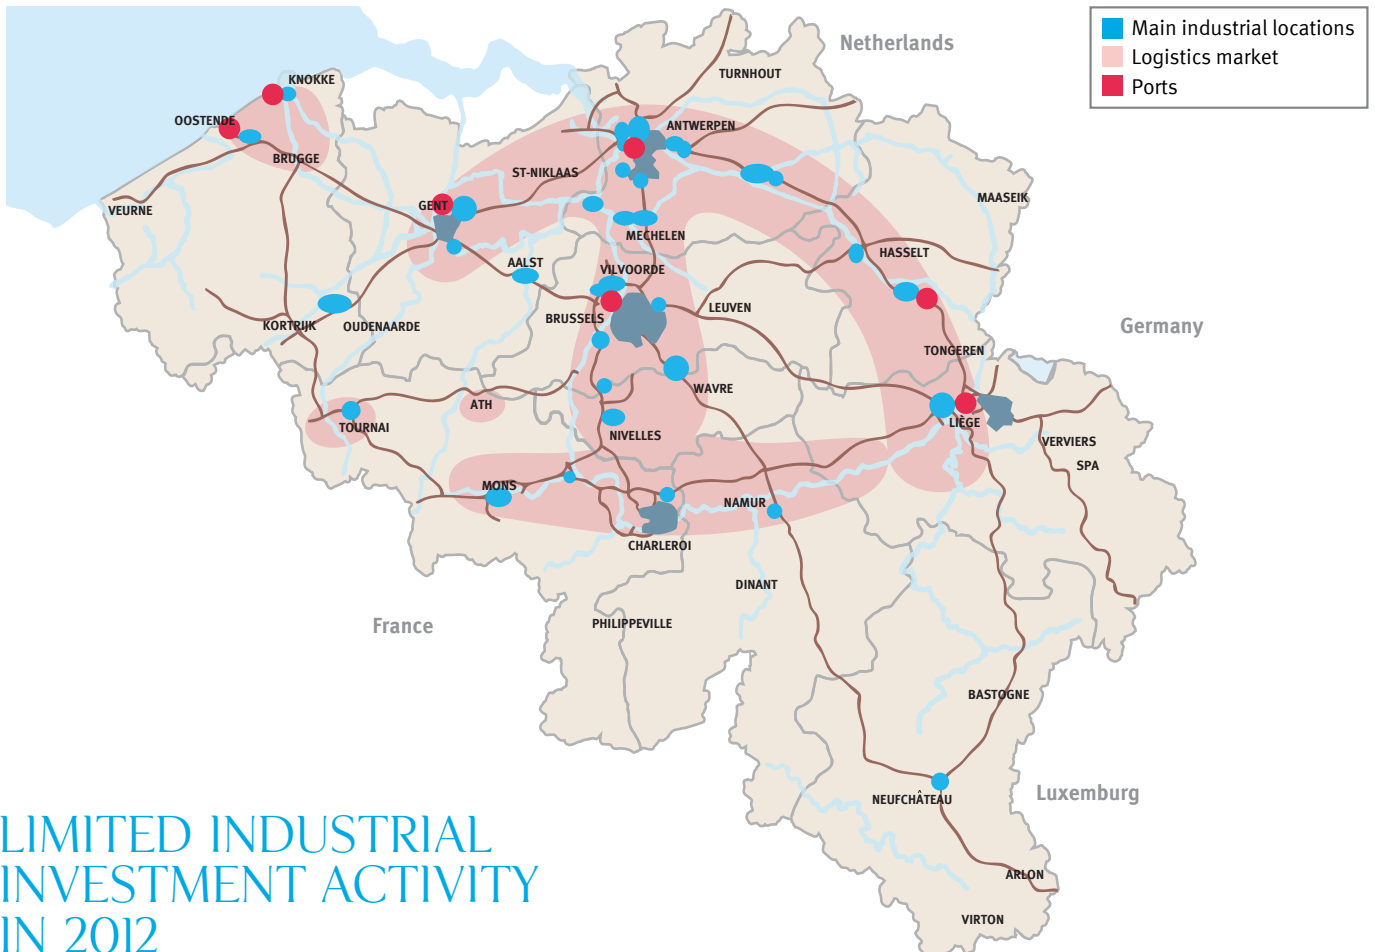 Main industrial locations
Logistics market
Ports
Netherlands
TURNHOUT
KNOKKE
OOSTENDE
ANTWERPEN
BRUGGE
ST-NIKLAAS
MAASEIK
VEURNE
GENT
MECHELEN
HASSELT
AALST
VILVOORDE
LEUVEN
BRUSSELS
KORTRIJK
OUDENAARDE
Germany
TONGEREN
WAVRE
ATH
TOURNAI
LIÈGE
NIVELLES
VERVIERS
SPA
MONS
NAMUR
CHARLEROI
DINANT
France
PHILIPPEVILLE
BASTOGNE
NEUFCHÂTEAU
Luxemburg
LIMITED INDUSTRIAL
INVESTMENT ACTIVITY
IN 2012
ARLON
VIRTON